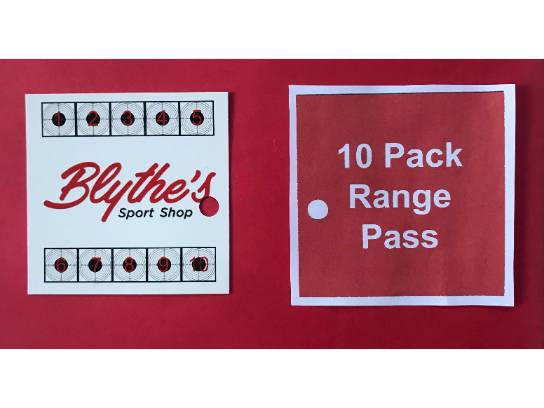 1 2 3 4 5
Blythe's
Sport Shop
6 7 8 9 10
10 Pack
Range
Pass